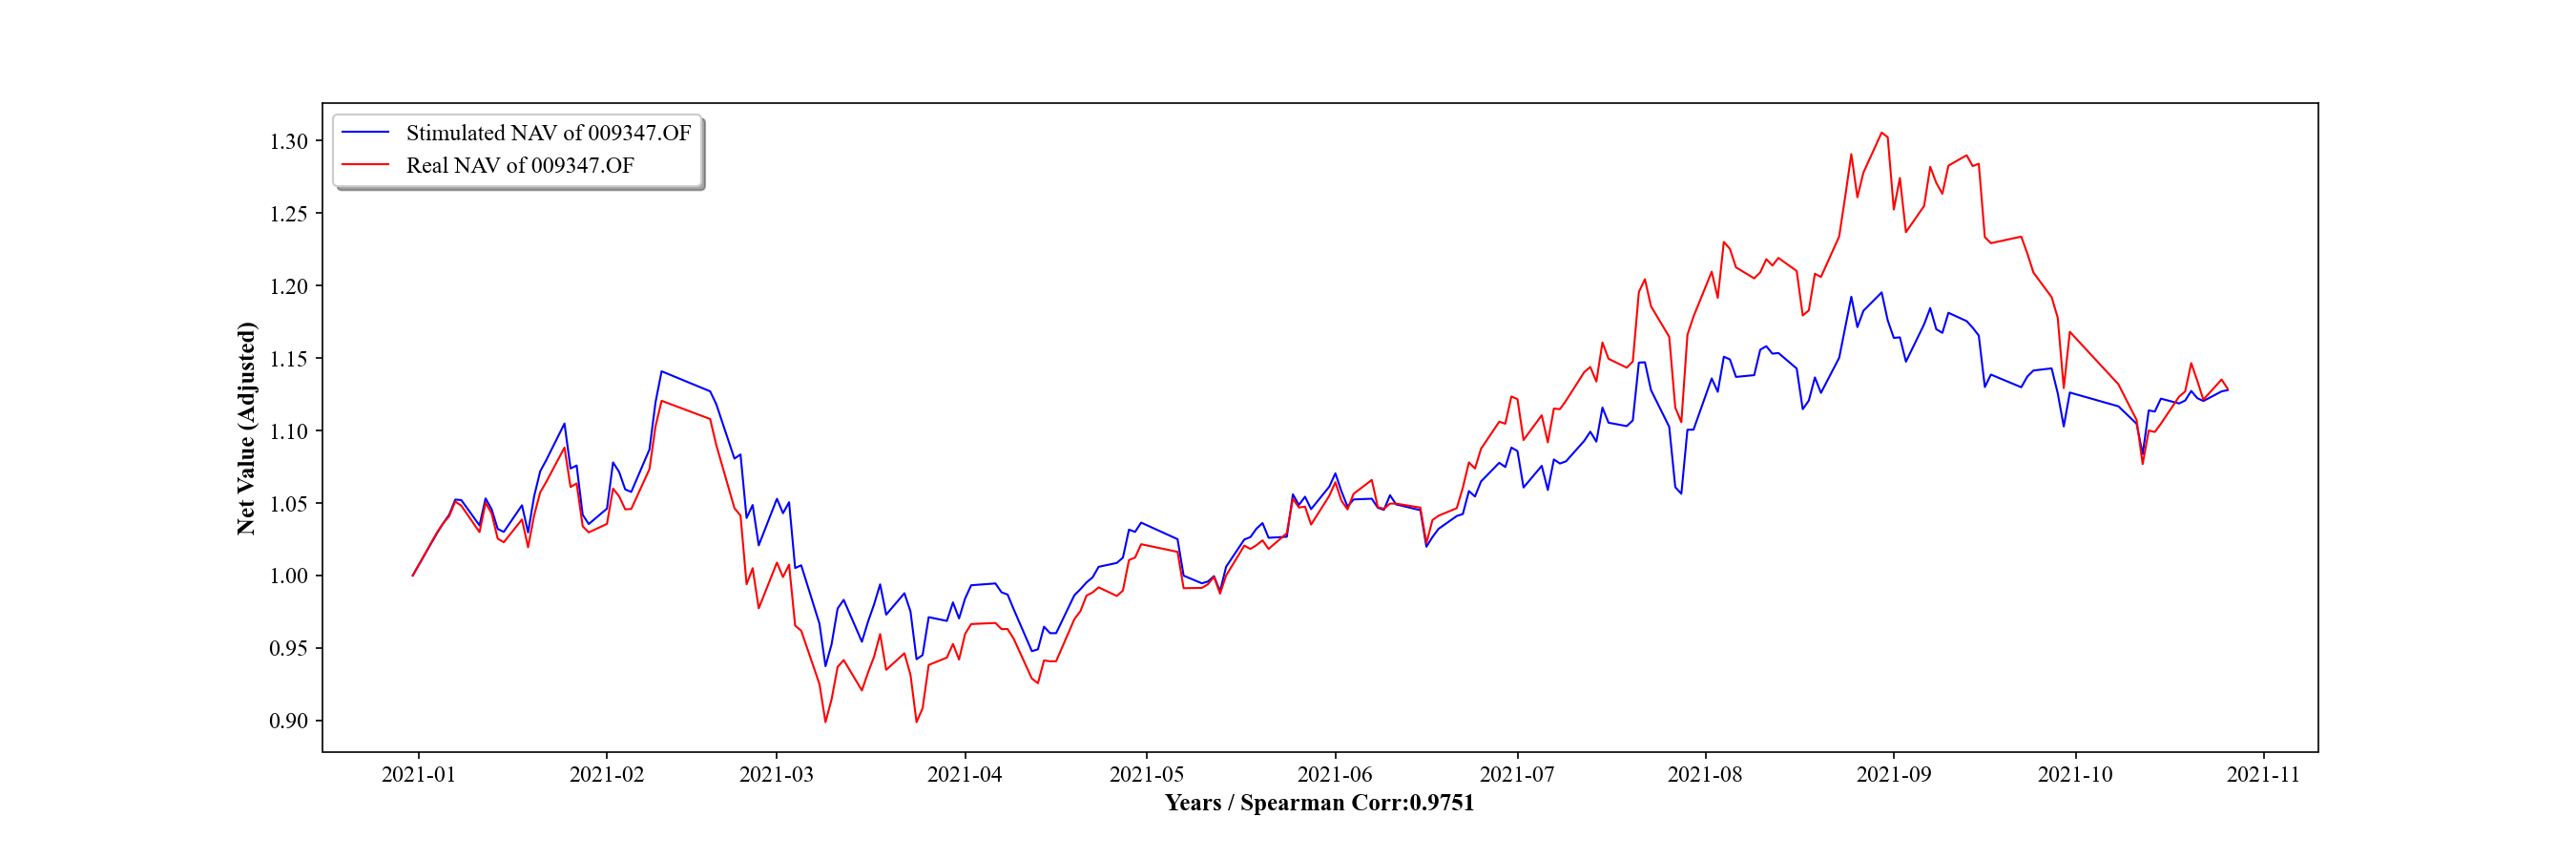 Stimulated NAV of 009347.OF
Real NAV of 009347.OF
1.30
1.25
1.20
1.15
1.10
1.05
1.00
0.95
0.90
Net Value (Adjusted)
2021-01 2021-02 2021-03 2021-04 2021-05 2021-06 2021-07 2021-08 2021-09 2021-10 2021-11
Years / Spearman Corr:0.9751